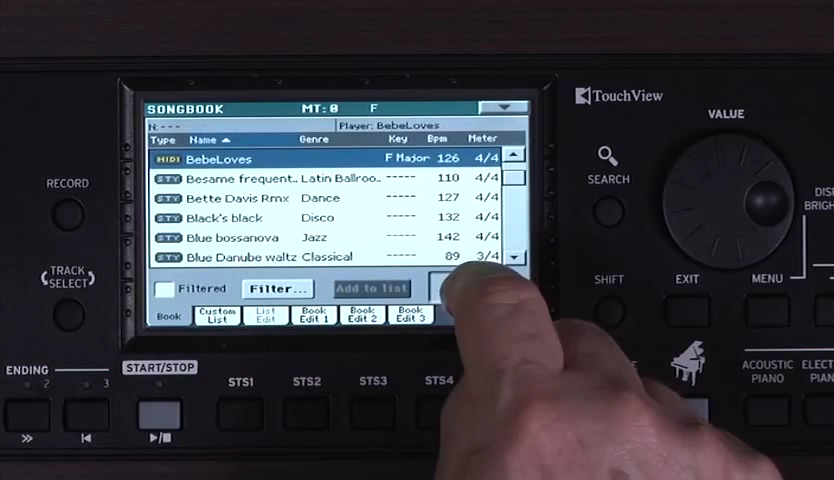 SONGBOOK MT:0 F
N:--- Player: BebeLoves
Type Name Genre Key Bpm Meter
MIDI BebeLoves F Major 126 4/4
STY Besame frequent.. Latin Ballroo.. ----- 110 4/4
STY Bette Davis Rmx Dance ----- 127 4/4
STY Black's black Disco ----- 132 4/4
STY Blue bossanova Jazz ----- 142 4/4
STY Blue Danube waltz Classical 89 3/4
Filtered Filter... Add to list
Book Custom List List Edit Book Edit 1 Book Edit 2 Book Edit 3
TouchView
VALUE
RECORD
SEARCH
TRACK SELECT
SHIFT EXIT MENU
ENDING 2 3 START/STOP STS1 STS2 STS3 STS4
ACOUSTIC PIANO